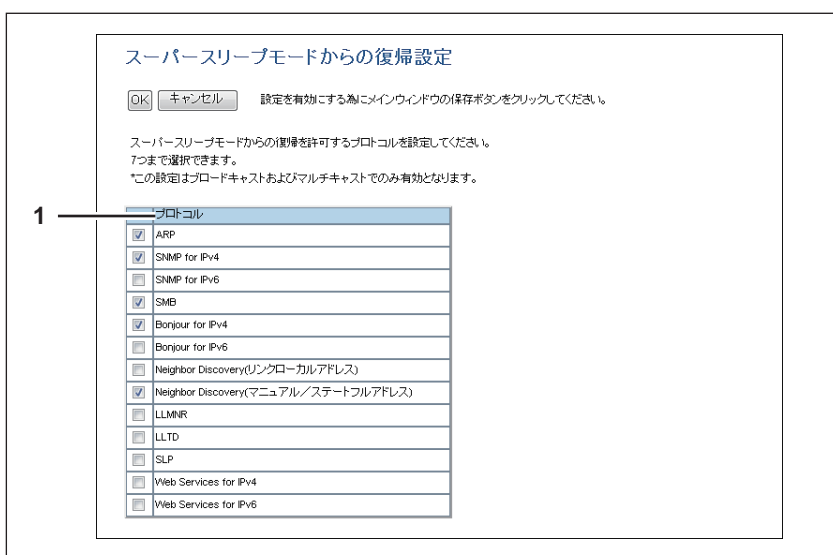 スーパースリープモードからの復帰設定
OK キャンセル 設定を有効にする為にメインウィンドウの保存ボタンをクリックしてください。
スーパースリープモードからの復帰を許可するプロトコルを設定してください。
7つまで選択できます。
*この設定はブロードキャストおよびマルチキャストでのみ有効となります。
1 プロトコル
ARP
SNMP for IPv4
SNMP for IPv6
SMB
Bonjour for IPv4
Bonjour for IPv6
Neighbor Discovery(リンクローカルアドレス)
Neighbor Discovery(マニュアル／ステートフルアドレス)
LLMNR
LLTD
SLP
Web Services for IPv4
Web Services for IPv6